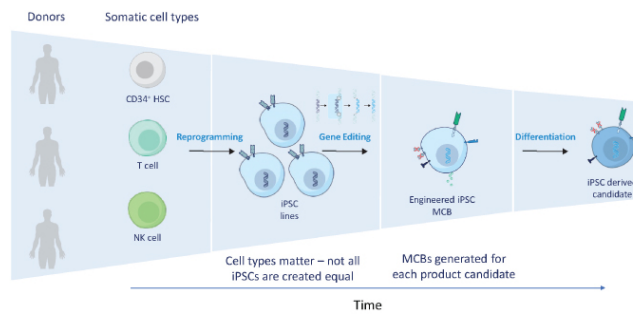 Donors
Somatic cell types
CD34⁺ HSC
T cell
NK cell
Reprogramming
iPSC
lines
Gene Editing
Engineered iPSC
MCB
Differentiation
iPSC derived
candidate
Cell types matter – not all
iPSCs are created equal
MCBs generated for
each product candidate
Time